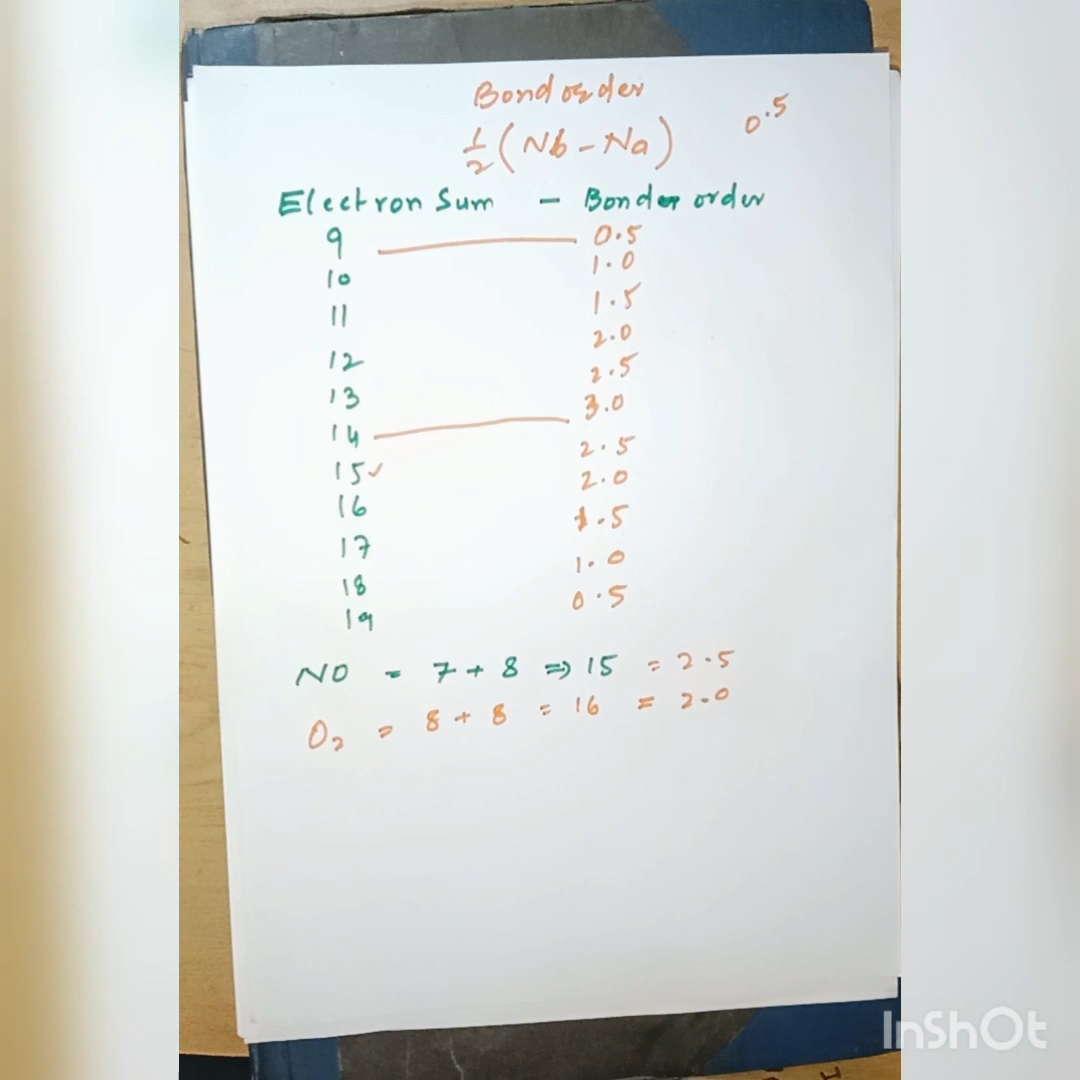 Bond order
1/2 (Nb - Na) 0.5
Electron Sum - Bond order
9 0.5
10 1.0
11 1.5
12 2.0
13 2.5
14 3.0
15✓ 2.5
16 2.0
17 1.5
18 1.0
19 0.5
NO = 7 + 8 ⇒ 15 = 2.5
O₂ = 8 + 8 = 16 = 2.0
InShOt